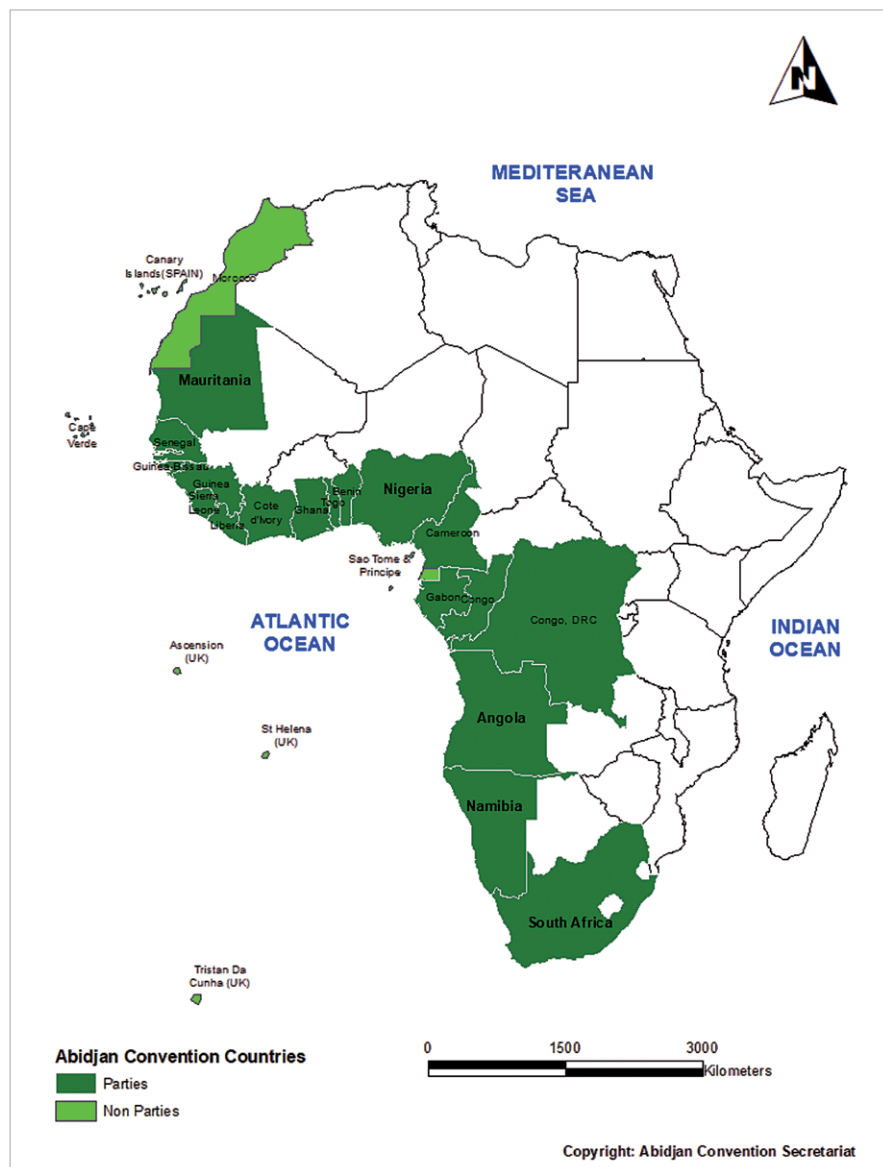 N
MEDITERANEAN
SEA
Canary
Islands(SPAIN)
Morocco
Mauritania
Cape
Verde
Senegal
Guinea-Bissau
Guinea
Sierra
Leone
Liberia
Cote
d'Ivory
Ghana
Togo
Benin
Nigeria
Cameroon
Sao Tome &
Principe
Gabon
Congo
Congo, DRC
ATLANTIC
OCEAN
INDIAN
OCEAN
Ascension
(UK)
St Helena
(UK)
Angola
Namibia
South Africa
Tristan Da
Cunha (UK)
Abidjan Convention Countries
Parties
Non Parties
0 1500 3000
Kilometers
Copyright: Abidjan Convention Secretariat